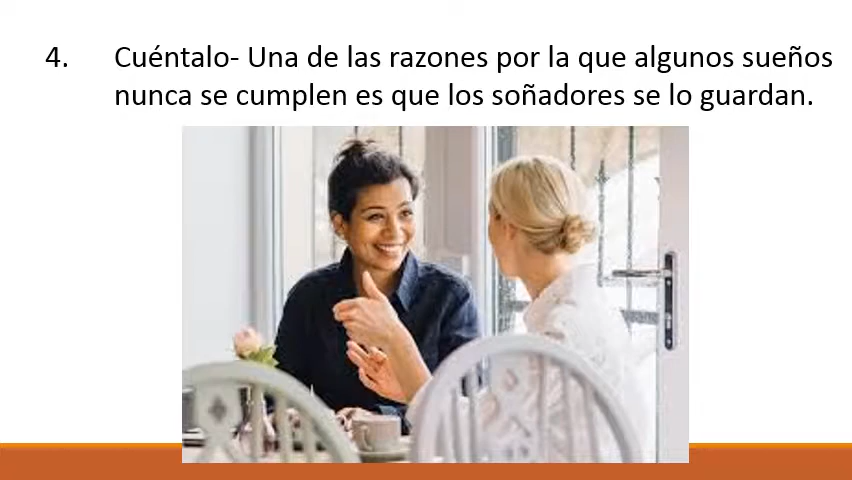 4. Cuéntalo- Una de las razones por la que algunos sueños
nunca se cumplen es que los soñadores se lo guardan.